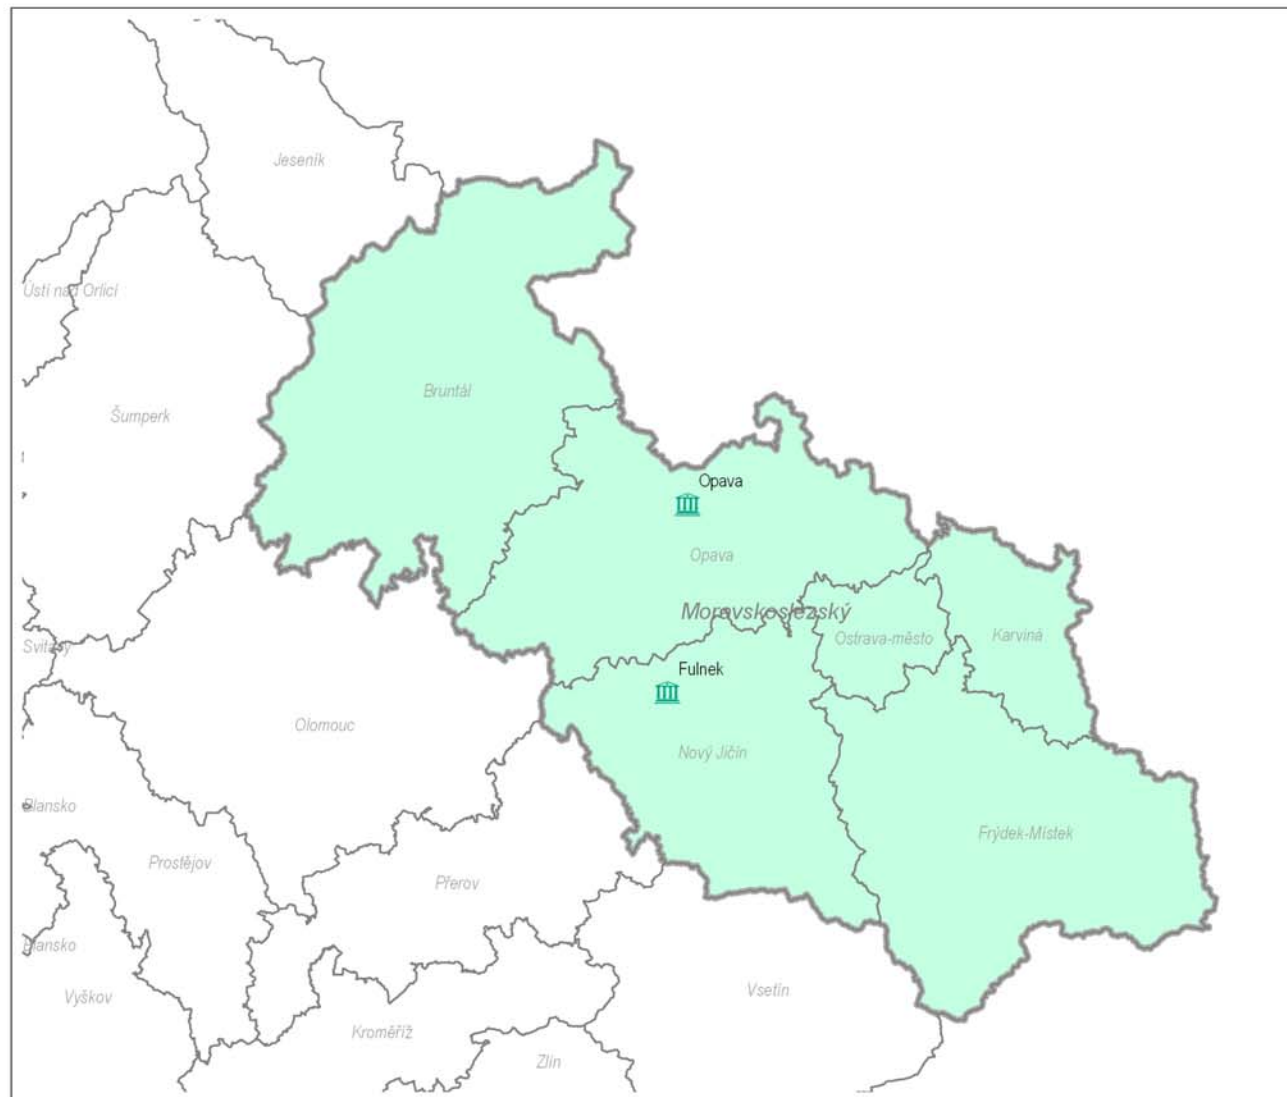 Jeseník
Ústí nad Orlicí
Bruntál
Šumperk
Opava
Opava
Moravskoslezský
Ostrava-město
Karviná
Svitavy
Fulnek
Olomouc
Nový Jičín
Blansko
Frýdek-Místek
Prostějov
Přerov
Blansko
Vyškov
Vsetín
Kroměříž
Zlín